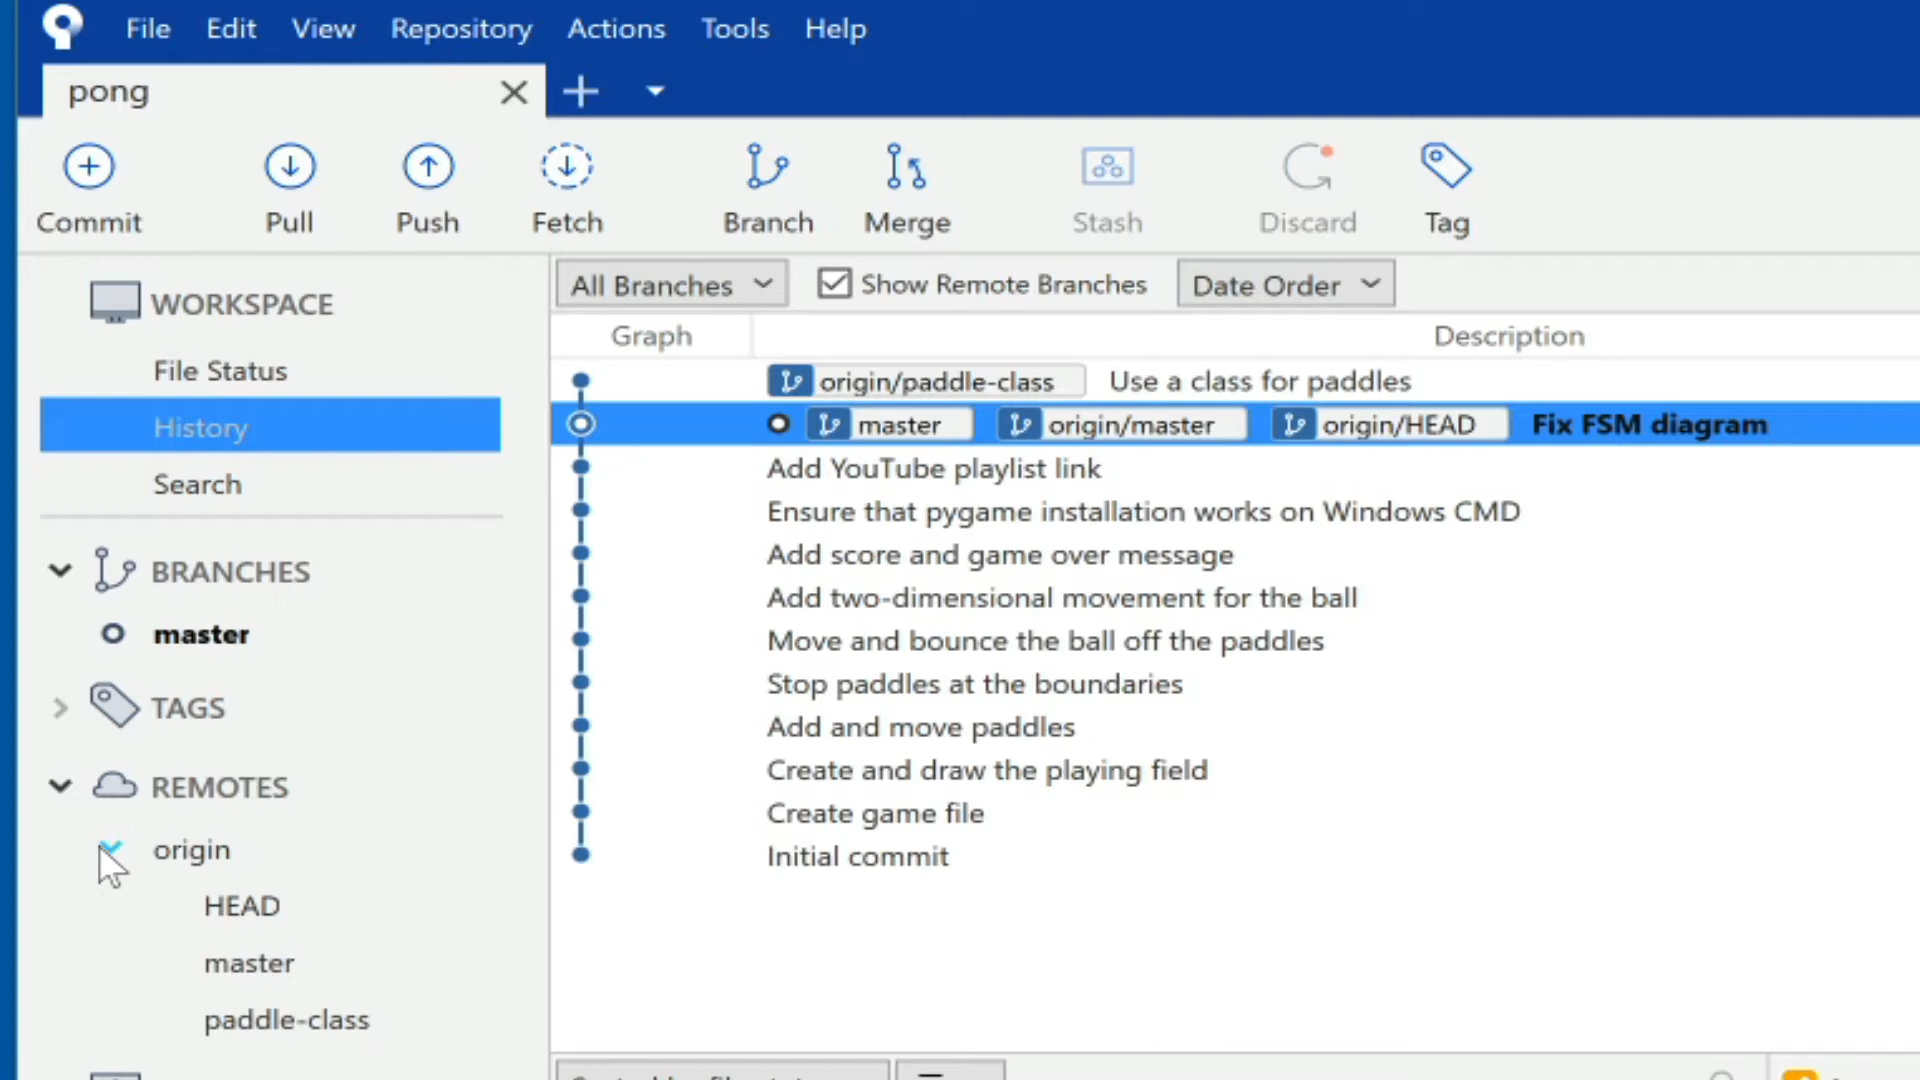 File Edit View Repository Actions Tools Help
pong
Commit Pull Push Fetch Branch Merge Stash Discard Tag
WORKSPACE
File Status
History
Search
BRANCHES
master
TAGS
REMOTES
origin
HEAD
master
paddle-class
All Branches Show Remote Branches Date Order
Graph Description
origin/paddle-class Use a class for paddles
master origin/master origin/HEAD Fix FSM diagram
Add YouTube playlist link
Ensure that pygame installation works on Windows CMD
Add score and game over message
Add two-dimensional movement for the ball
Move and bounce the ball off the paddles
Stop paddles at the boundaries
Add and move paddles
Create and draw the playing field
Create game file
Initial commit